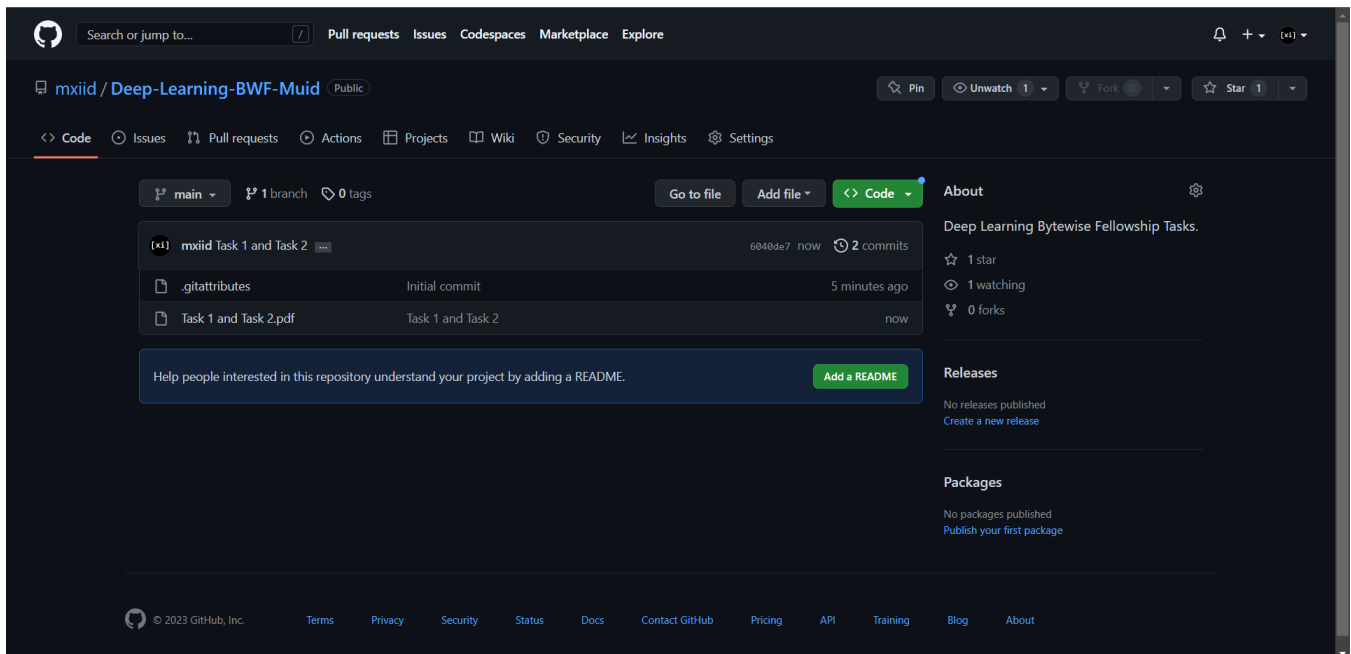 Search or jump to... / Pull requests Issues Codespaces Marketplace Explore [xi]
mxiid / Deep-Learning-BWF-Muid Public Pin Unwatch 1 Fork 0 Star 1
<> Code Issues Pull requests Actions Projects Wiki Security Insights Settings
main 1 branch 0 tags Go to file Add file <> Code
[xi] mxiid Task 1 and Task 2 ... 6040de7 now 2 commits
.gitattributes Initial commit 5 minutes ago
Task 1 and Task 2.pdf Task 1 and Task 2 now
Help people interested in this repository understand your project by adding a README. Add a README
About
Deep Learning Bytewise Fellowship Tasks.
1 star
1 watching
0 forks
Releases
No releases published
Create a new release
Packages
No packages published
Publish your first package
© 2023 GitHub, Inc. Terms Privacy Security Status Docs Contact GitHub Pricing API Training Blog About